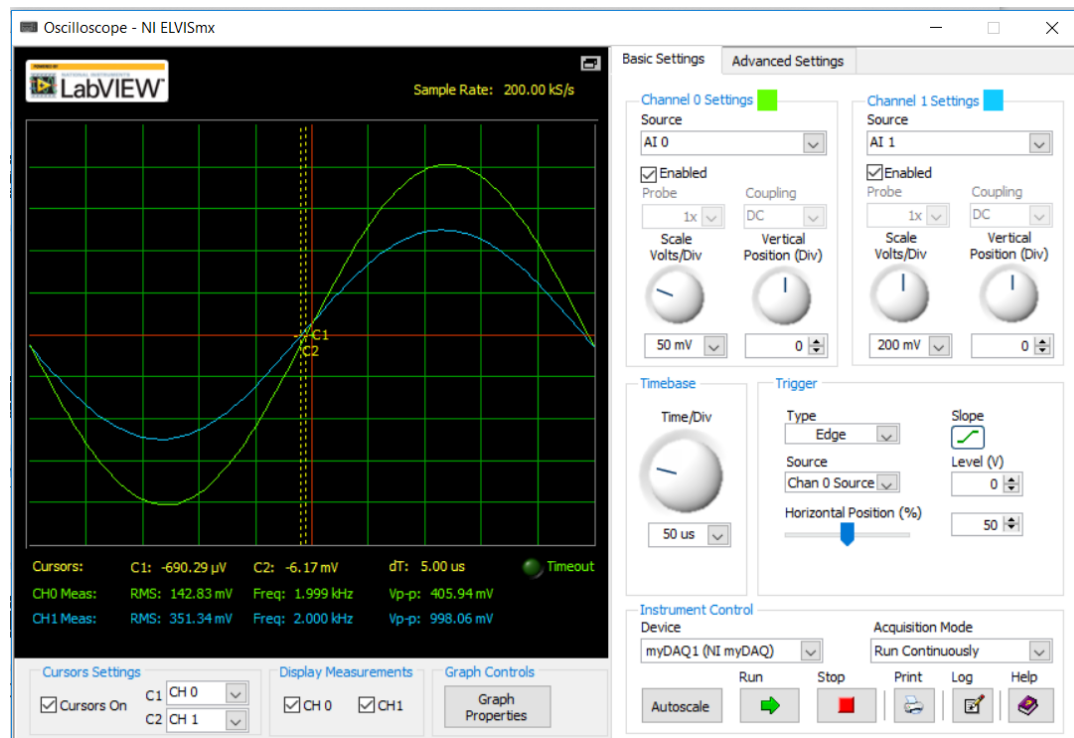 Oscilloscope - NI ELVISmx
POWERED BY
NATIONAL INSTRUMENTS
LabVIEW™
Sample Rate: 200.00 kS/s
C1
C2
Cursors: C1: -690.29 µV C2: -6.17 mV dT: 5.00 us Timeout
CH0 Meas: RMS: 142.83 mV Freq: 1.999 kHz Vp-p: 405.94 mV
CH1 Meas: RMS: 351.34 mV Freq: 2.000 kHz Vp-p: 998.06 mV
Cursors Settings
Cursors On
C1 CH 0
C2 CH 1
Display Measurements
CH 0 CH1
Graph Controls
Graph
Properties
Basic Settings Advanced Settings
Channel 0 Settings
Source
AI 0
Enabled
Probe Coupling
1x DC
Scale Vertical
Volts/Div Position (Div)
50 mV 0
Channel 1 Settings
Source
AI 1
Enabled
Probe Coupling
1x DC
Scale Vertical
Volts/Div Position (Div)
200 mV 0
Timebase
Time/Div
50 us
Trigger
Type Slope
Edge
Source Level (V)
Chan 0 Source 0
Horizontal Position (%)
50
Instrument Control
Device Acquisition Mode
myDAQ1 (NI myDAQ) Run Continuously
Run Stop Print Log Help
Autoscale